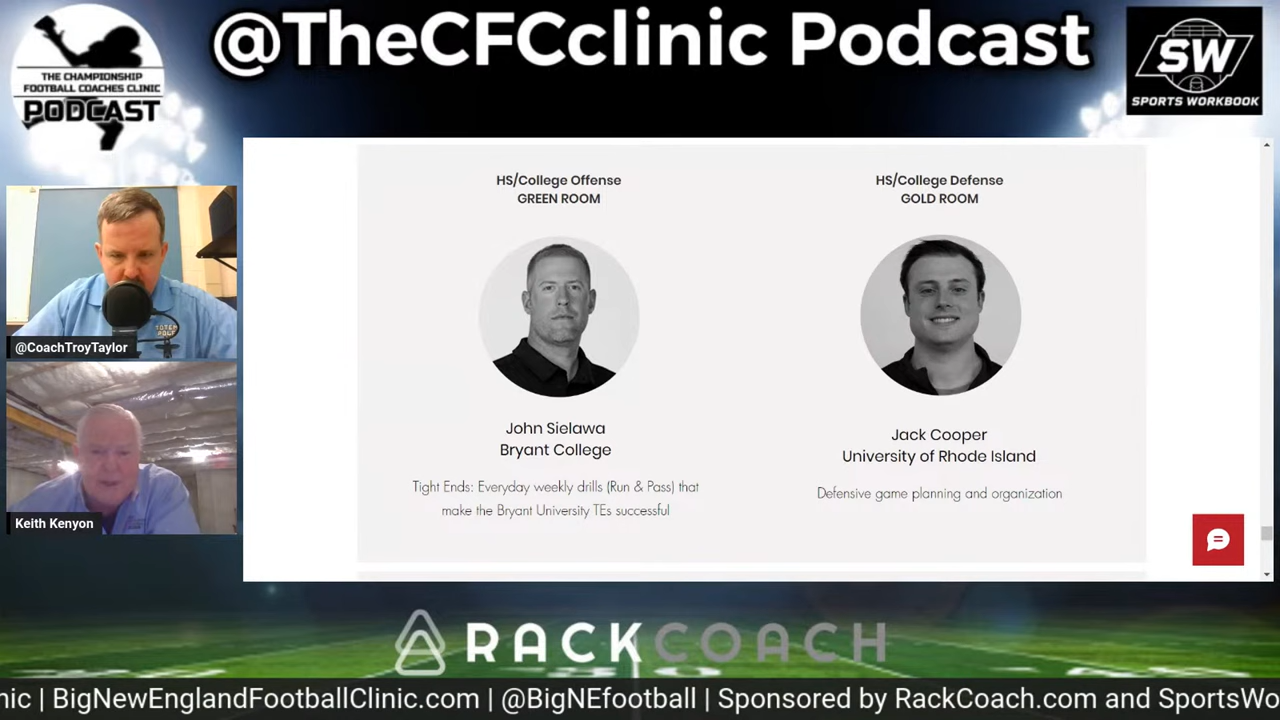 @TheCFCclinic Podcast
THE CHAMPIONSHIP
FOOTBALL COACHES CLINIC
PODCAST
SW
SPORTS WORKBOOK
HS/College Offense
GREEN ROOM
HS/College Defense
GOLD ROOM
TOTEM
POLE
@CoachTroyTaylor
Keith Kenyon
John Sielawa
Bryant College
Tight Ends: Everyday weekly drills (Run & Pass) that
make the Bryant University TEs successful
Jack Cooper
University of Rhode Island
Defensive game planning and organization
RACKCOACH
nic | BigNewEnglandFootballClinic.com | @BigNEfootball | Sponsored by RackCoach.com and SportsWo